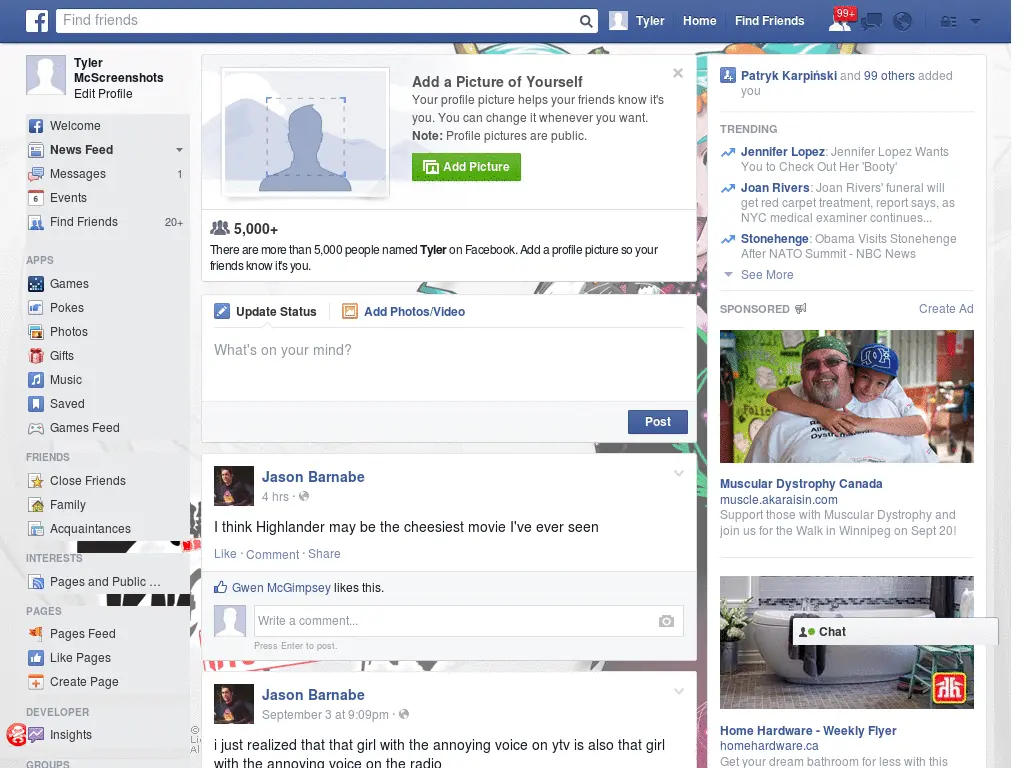 Find friends
Tyler
Home
Find Friends
99+
Tyler
McScreenshots
Edit Profile
Welcome
News Feed
Messages 1
6
Events
Find Friends 20+
APPS
Games
Pokes
Photos
Gifts
Music
Saved
Games Feed
FRIENDS
Close Friends
Family
Acquaintances
INTERESTS
Pages and Public ...
PAGES
Pages Feed
Like Pages
Create Page
DEVELOPER
Insights
GROUPS
Add a Picture of Yourself
Your profile picture helps your friends know it's
you. You can change it whenever you want.
Note: Profile pictures are public.
Add Picture
5,000+
There are more than 5,000 people named Tyler on Facebook. Add a profile picture so your
friends know it's you.
Update Status
Add Photos/Video
What's on your mind?
Post
Jason Barnabe
4 hrs ·
I think Highlander may be the cheesiest movie I've ever seen
Like · Comment · Share
Gwen McGimpsey likes this.
Write a comment...
Press Enter to post.
Jason Barnabe
September 3 at 9:09pm ·
i just realized that that girl with the annoying voice on ytv is also that girl
with the annoying voice on the radio
Patryk Karpiński and 99 others added
you
TRENDING
Jennifer Lopez: Jennifer Lopez Wants
You to Check Out Her 'Booty'
Joan Rivers: Joan Rivers' funeral will
get red carpet treatment, report says, as
NYC medical examiner continues...
Stonehenge: Obama Visits Stonehenge
After NATO Summit - NBC News
See More
SPONSORED
Create Ad
Muscular Dystrophy Canada
muscle.akaraisin.com
Support those with Muscular Dystrophy and
join us for the Walk in Winnipeg on Sept 20!
Chat
Home Hardware - Weekly Flyer
homehardware.ca
Get your dream bathroom for less with this